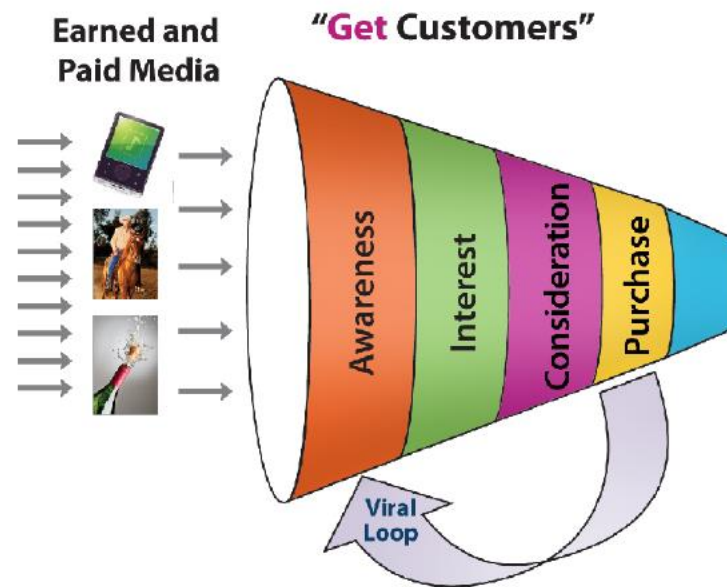 Earned and
Paid Media
"Get Customers"
Awareness
Interest
Consideration
Purchase
Viral
Loop